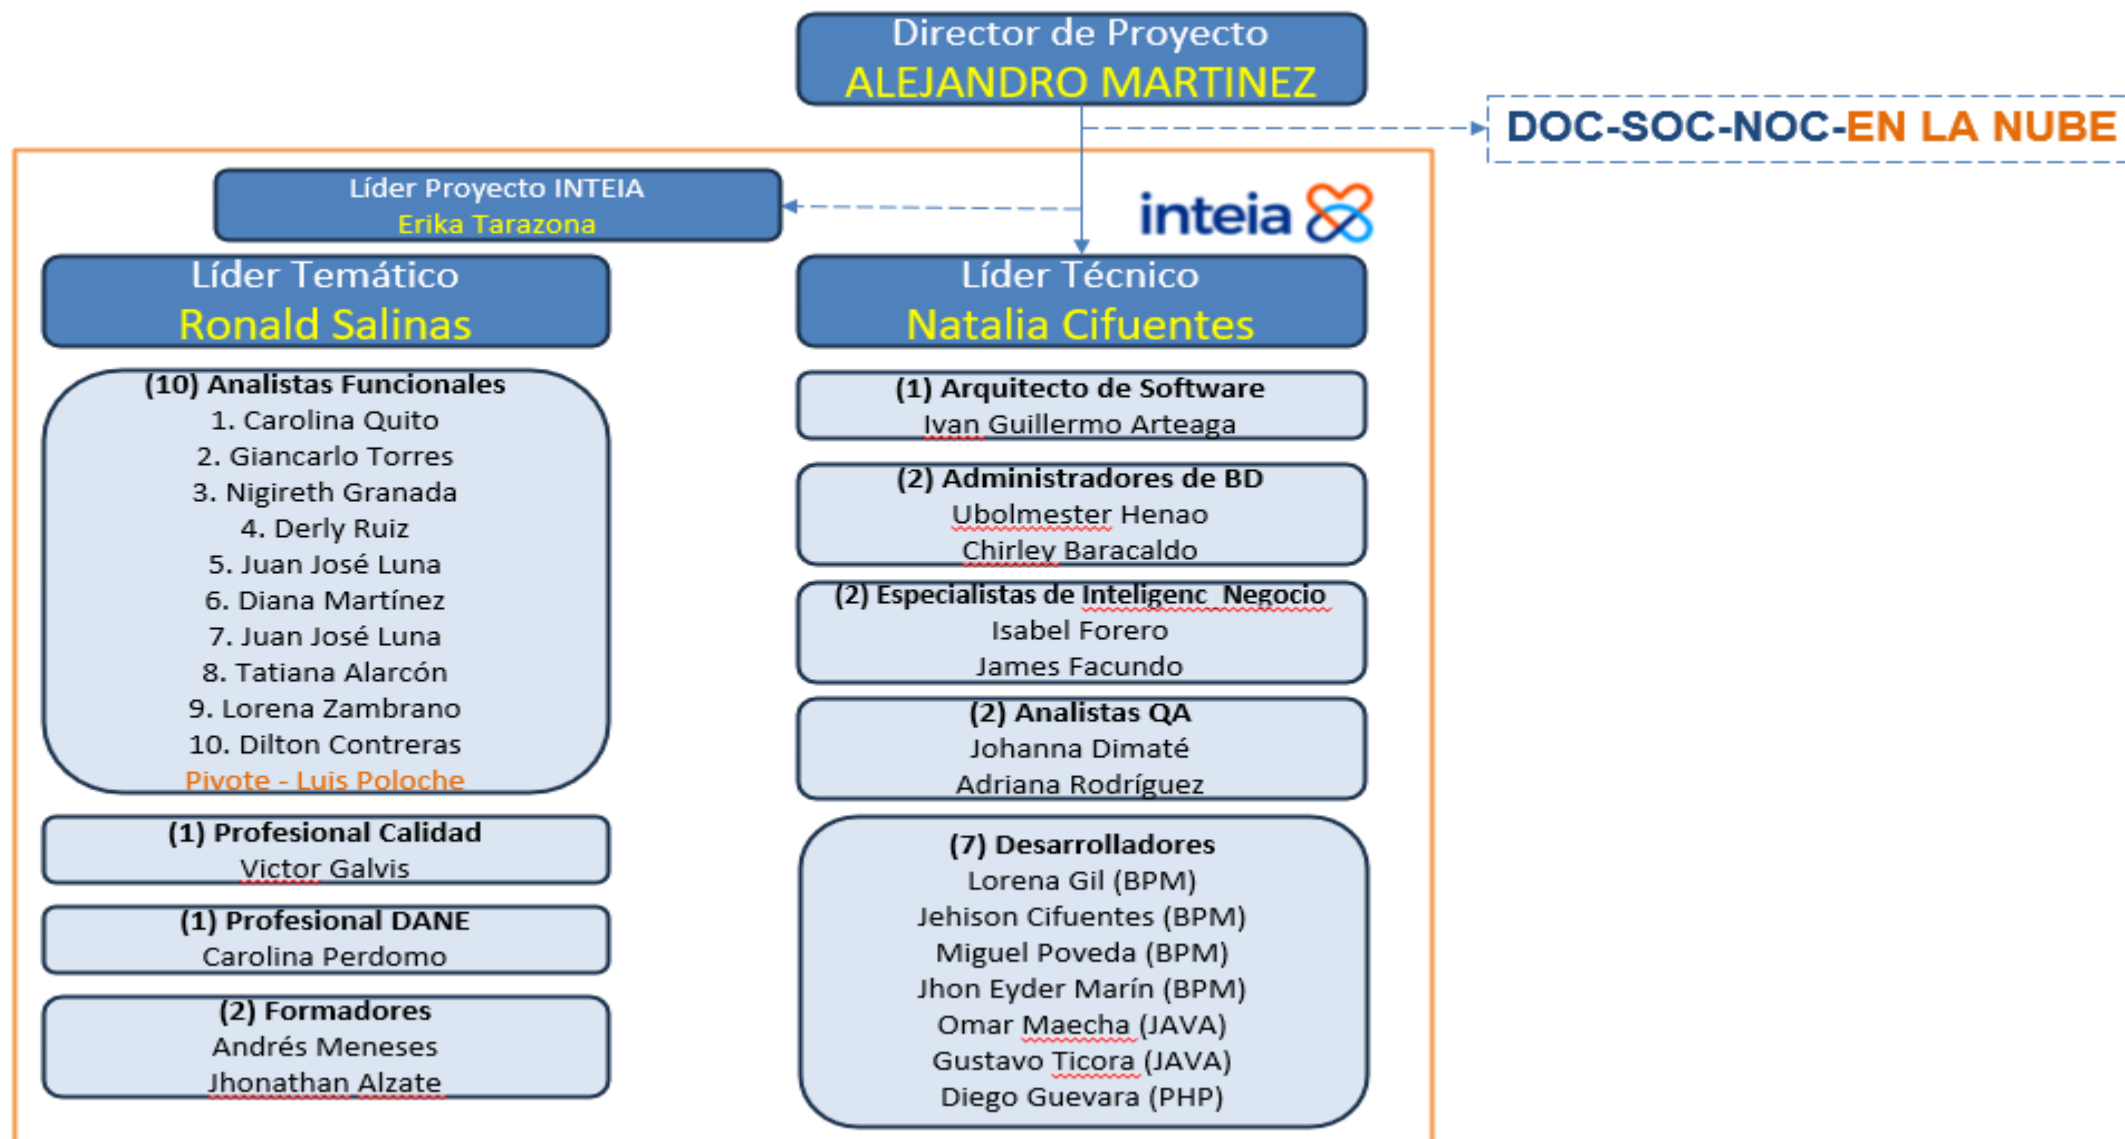 Director de Proyecto
ALEJANDRO MARTINEZ
DOC-SOC-NOC-EN LA NUBE
Líder Proyecto INTEIA
Erika Tarazona
inteia
Líder Temático
Ronald Salinas
(10) Analistas Funcionales
1. Carolina Quito
2. Giancarlo Torres
3. Nigireth Granada
4. Derly Ruiz
5. Juan José Luna
6. Diana Martínez
7. Juan José Luna
8. Tatiana Alarcón
9. Lorena Zambrano
10. Dilton Contreras
Pivote - Luis Poloche
(1) Profesional Calidad
Victor Galvis
(1) Profesional DANE
Carolina Perdomo
(2) Formadores
Andrés Meneses
Jhonathan Alzate
Líder Técnico
Natalia Cifuentes
(1) Arquitecto de Software
Ivan Guillermo Arteaga
(2) Administradores de BD
Ubolmester Henao
Chirley Baracaldo
(2) Especialistas de Inteligenc_Negocio
Isabel Forero
James Facundo
(2) Analistas QA
Johanna Dimaté
Adriana Rodríguez
(7) Desarrolladores
Lorena Gil (BPM)
Jehison Cifuentes (BPM)
Miguel Poveda (BPM)
Jhon Eyder Marín (BPM)
Omar Maecha (JAVA)
Gustavo Ticora (JAVA)
Diego Guevara (PHP)